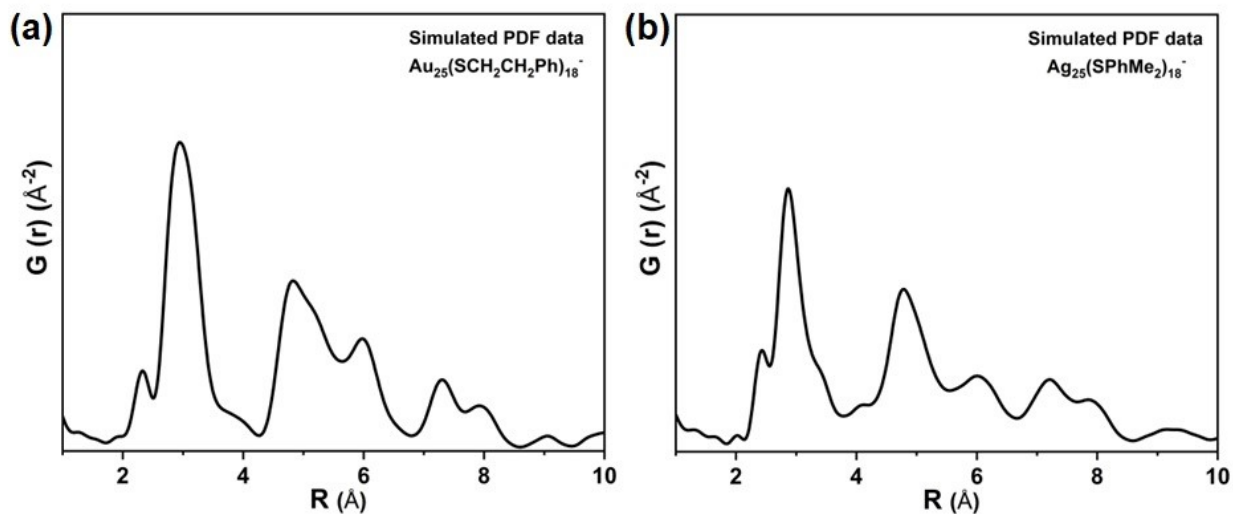 (a)
Simulated PDF data
Au₂₅(SCH₂CH₂Ph)₁₈⁻
G (r) (Å⁻²)
2 4 6 8 10
R (Å)
(b)
Simulated PDF data
Ag₂₅(SPhMe₂)₁₈⁻
G (r) (Å⁻²)
2 4 6 8 10
R (Å)